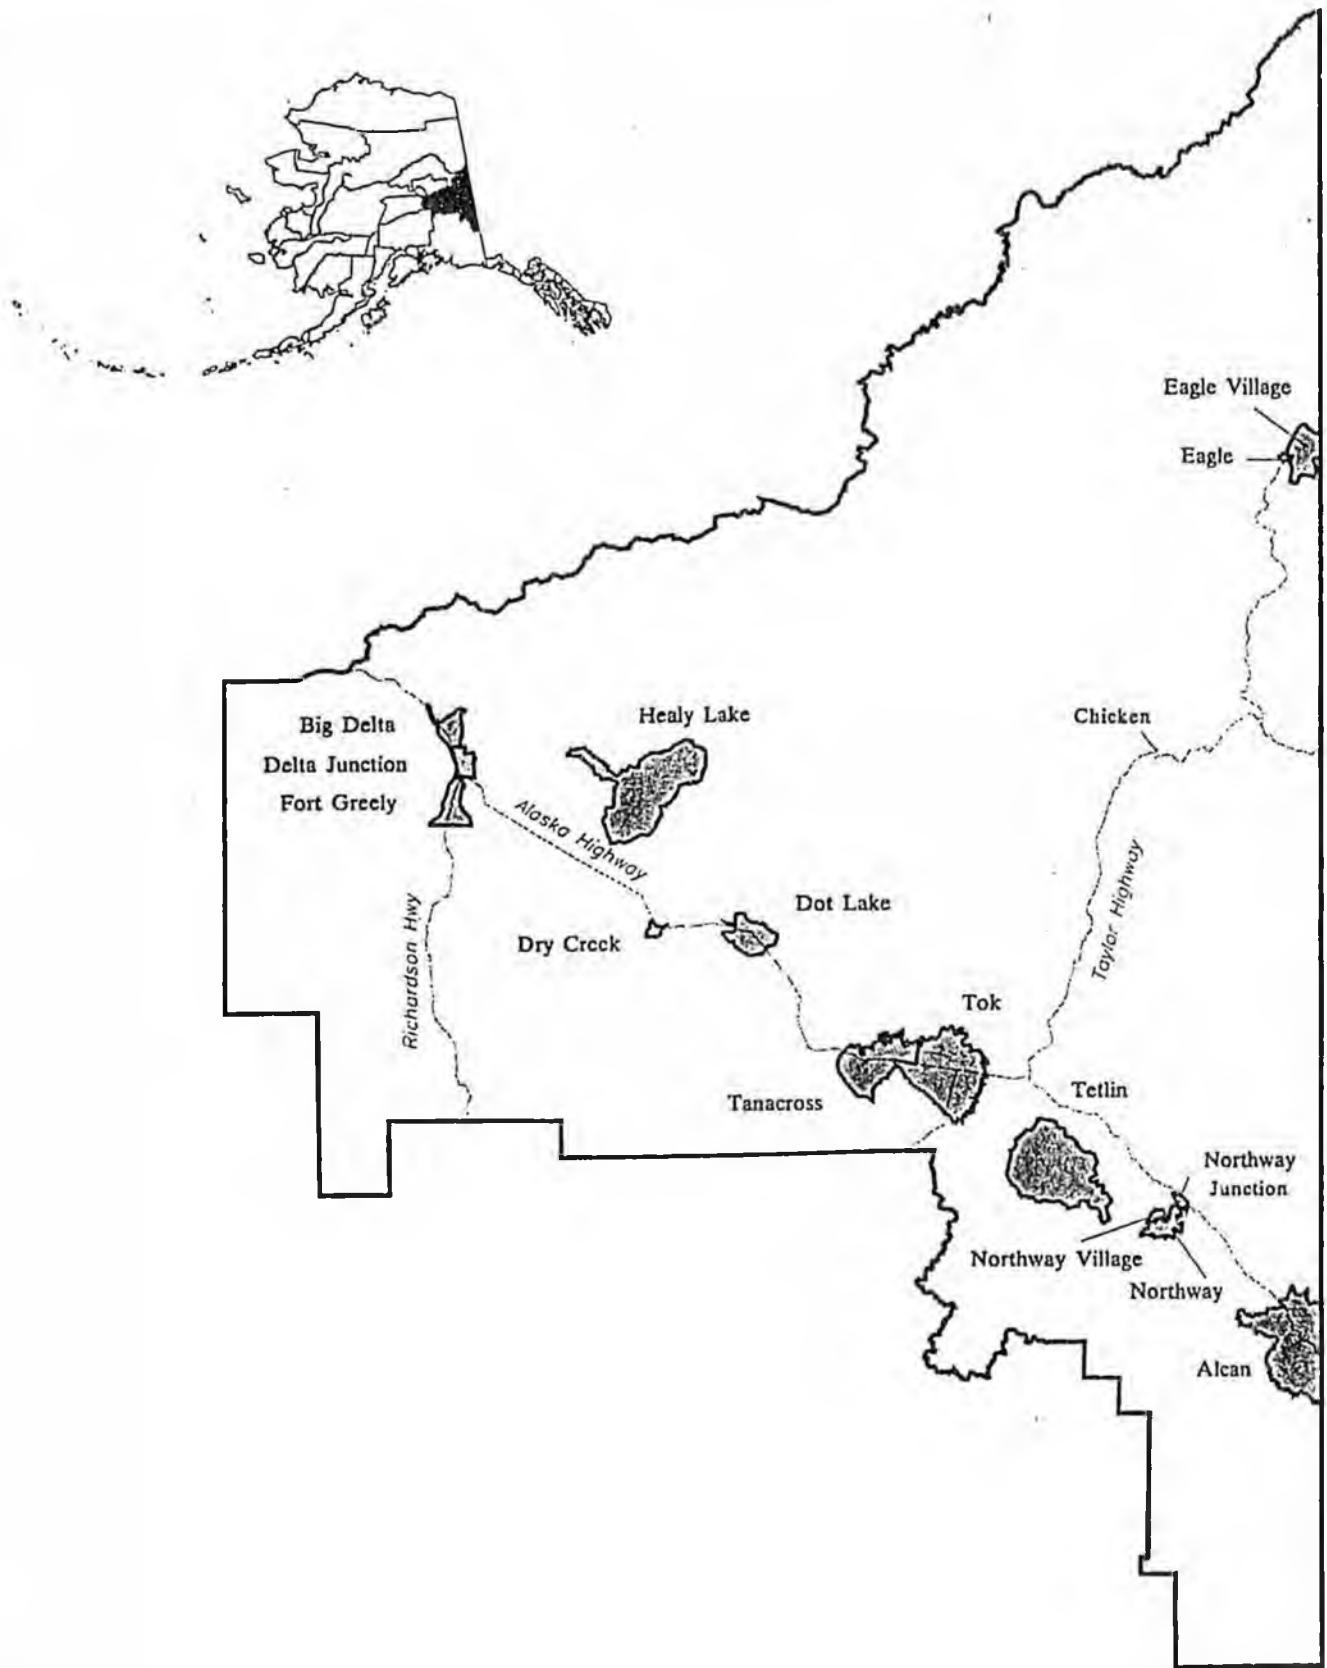 Eagle Village
Eagle
Big Delta
Healy Lake
Chicken
Delta Junction
Fort Greely
Alaska Highway
Taylor Highway
Richardson Hwy
Dot Lake
Dry Creek
Tok
Tanacross
Tetlin
Northway
Junction
Northway Village
Northway
Alcan